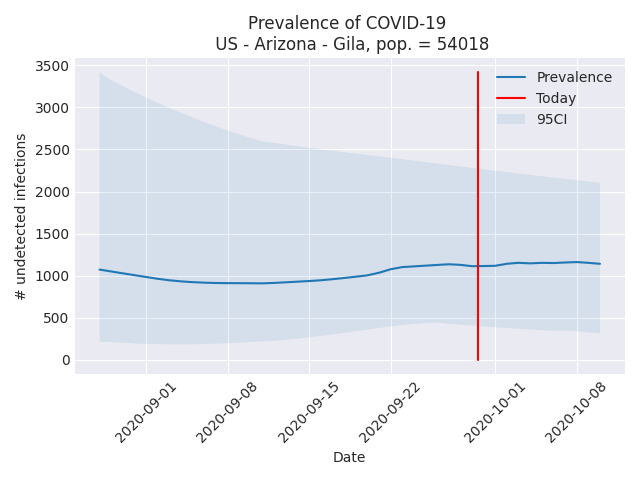 Prevalence of COVID-19
US - Arizona - Gila, pop. = 54018
3500
3000
2500
2000
1500
1000
500
0
# undetected infections
Prevalence
Today
95CI
2020-09-01
2020-09-08
2020-09-15
2020-09-22
2020-10-01
2020-10-08
Date